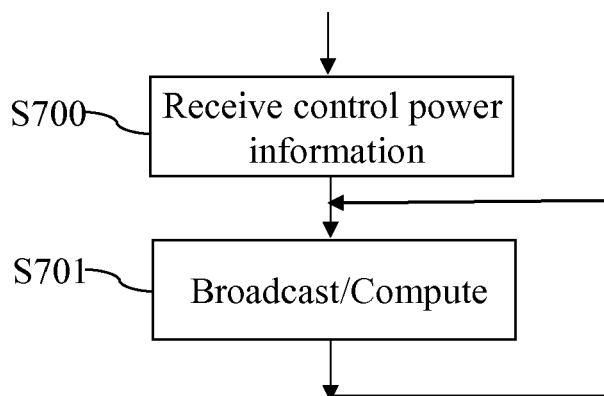 S700
Receive control power
information
S701
Broadcast/Compute